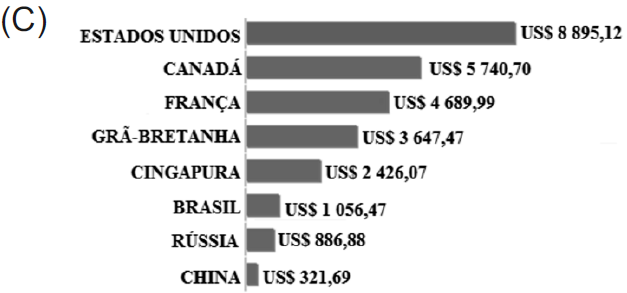 (C)
ESTADOS UNIDOS US$ 8 895,12
CANADÁ US$ 5 740,70
FRANÇA US$ 4 689,99
GRÃ-BRETANHA US$ 3 647,47
CINGAPURA US$ 2 426,07
BRASIL US$ 1 056,47
RÚSSIA US$ 886,88
CHINA US$ 321,69